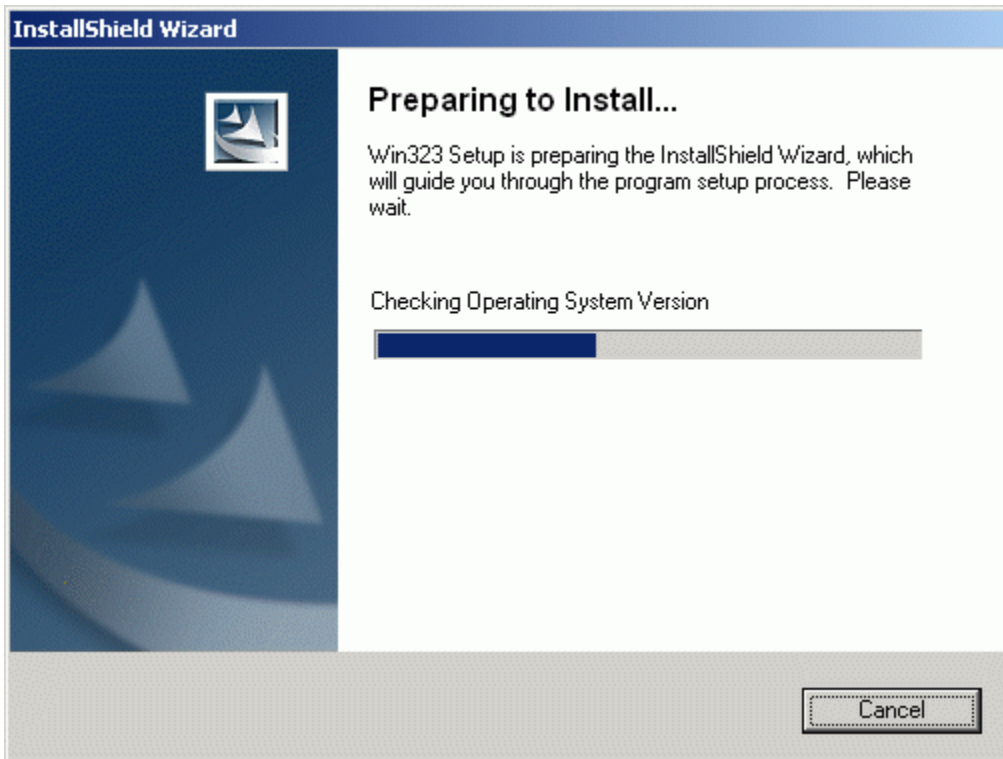 InstallShield Wizard
Preparing to Install...
Win323 Setup is preparing the InstallShield Wizard, which
will guide you through the program setup process.  Please
wait.
Checking Operating System Version
Cancel